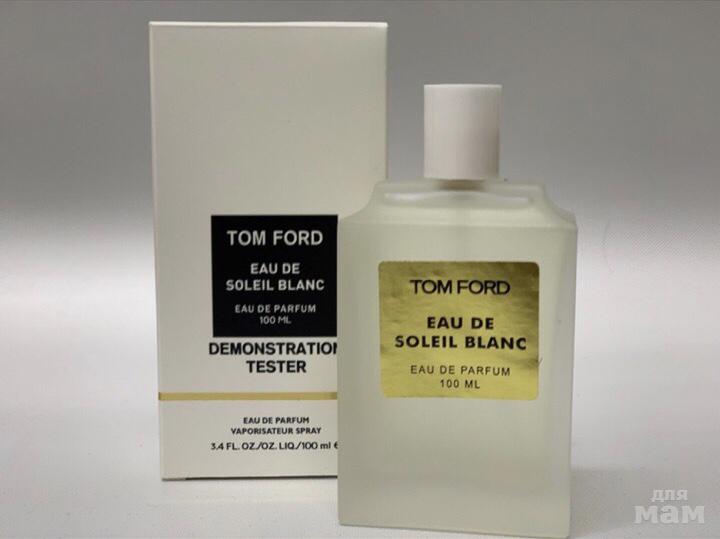 TOM FORD
EAU DE
SOLEIL BLANC
EAU DE PARFUM
100 ML
DEMONSTRATION
TESTER
EAU DE PARFUM
VAPORISATEUR SPRAY
3.4 FL. OZ./OZ. LIQ./100 ml e
TOM FORD
EAU DE
SOLEIL BLANC
EAU DE PARFUM
100 ML
для
мам